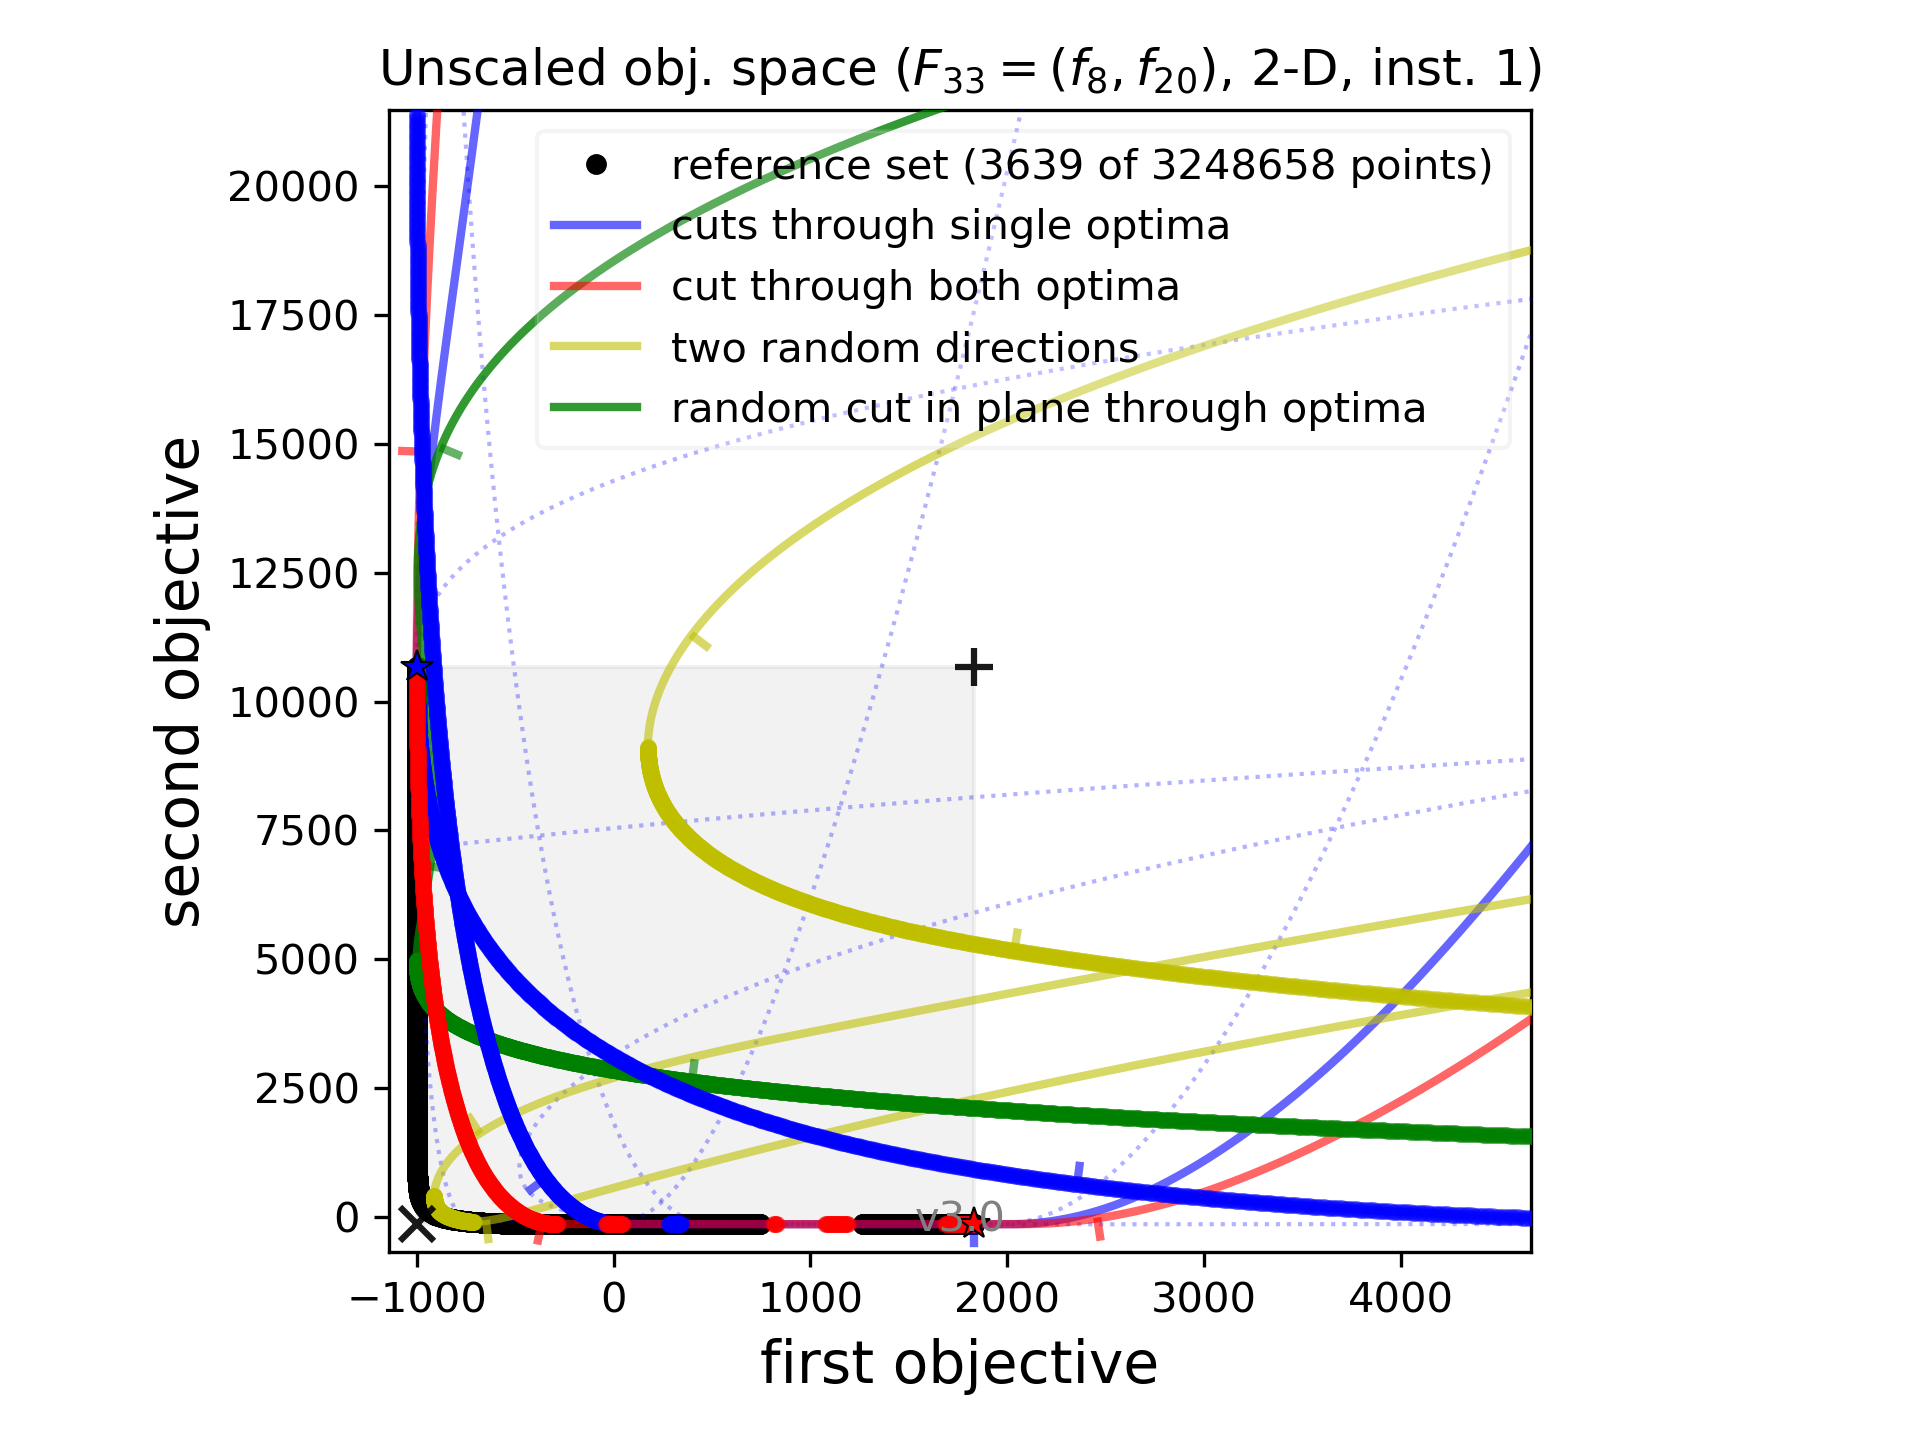 Unscaled obj. space (F33 = (f8, f20), 2-D, inst. 1)
reference set (3639 of 3248658 points)
cuts through single optima
cut through both optima
two random directions
random cut in plane through optima
second objective
20000
17500
15000
12500
10000
7500
5000
2500
0
v3.0
−1000
0
1000
2000
3000
4000
first objective